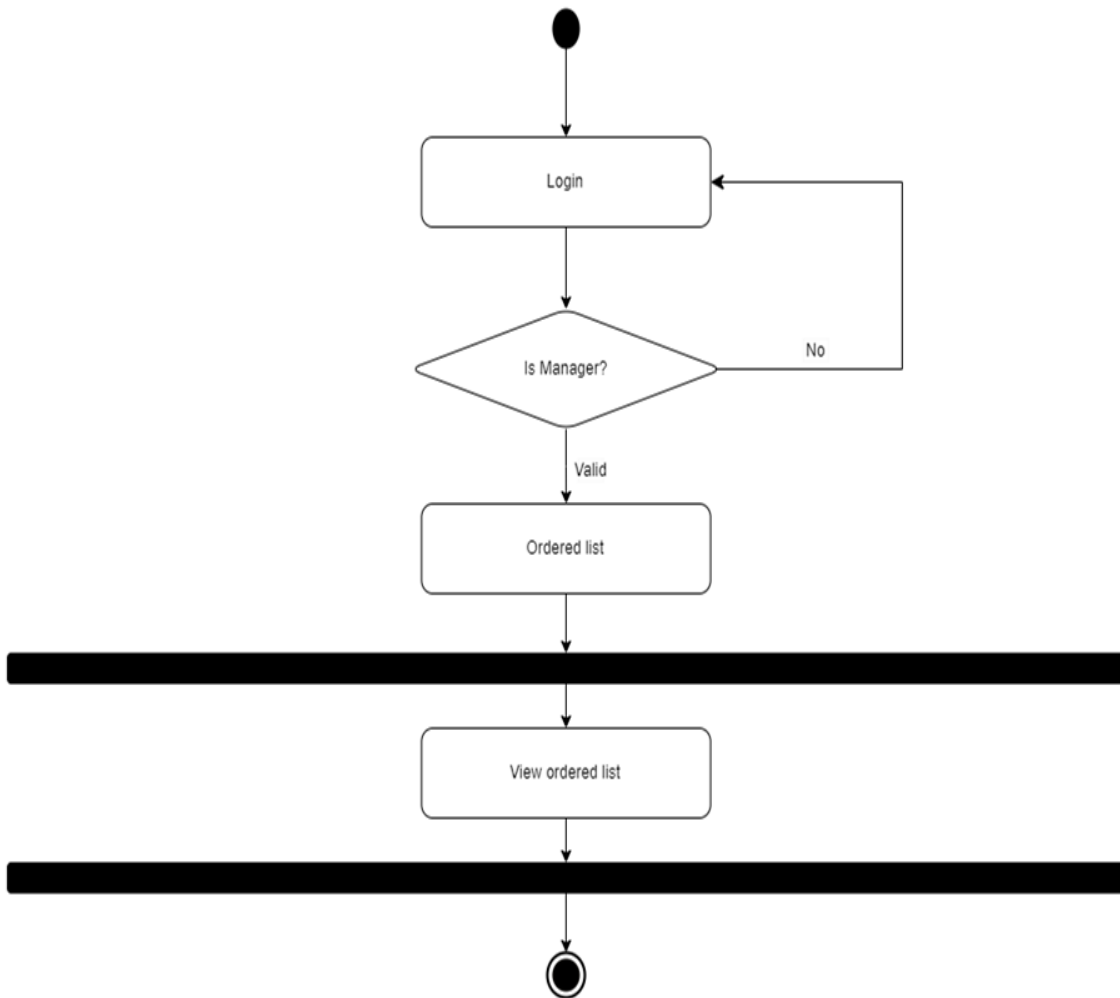 Login
Is Manager?
No
Valid
Ordered list
View ordered list